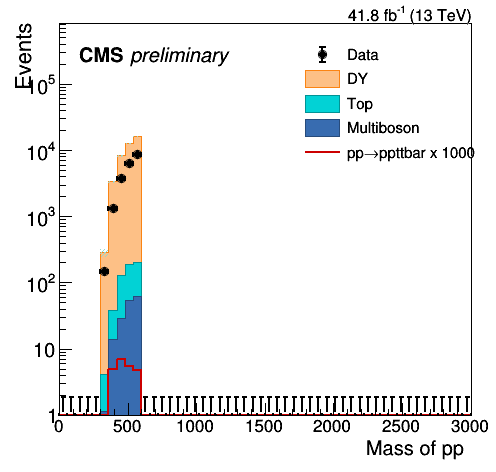 41.8 fb⁻¹ (13 TeV)
Events
CMS preliminary
Data
DY
Top
Multiboson
pp→ppttbar x 1000
10⁵
10⁴
10³
10²
10
1
0 500 1000 1500 2000 2500 3000
Mass of pp